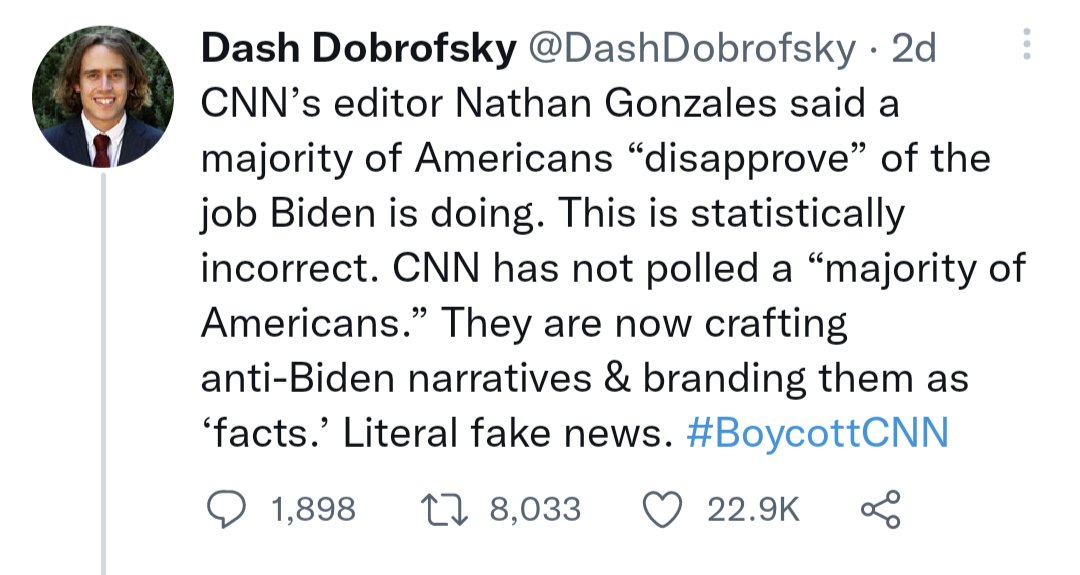 Dash Dobrofsky @DashDobrofsky · 2d
CNN’s editor Nathan Gonzales said a
majority of Americans “disapprove” of the
job Biden is doing. This is statistically
incorrect. CNN has not polled a “majority of
Americans.” They are now crafting
anti-Biden narratives & branding them as
‘facts.’ Literal fake news. #BoycottCNN
1,898 8,033 22.9K